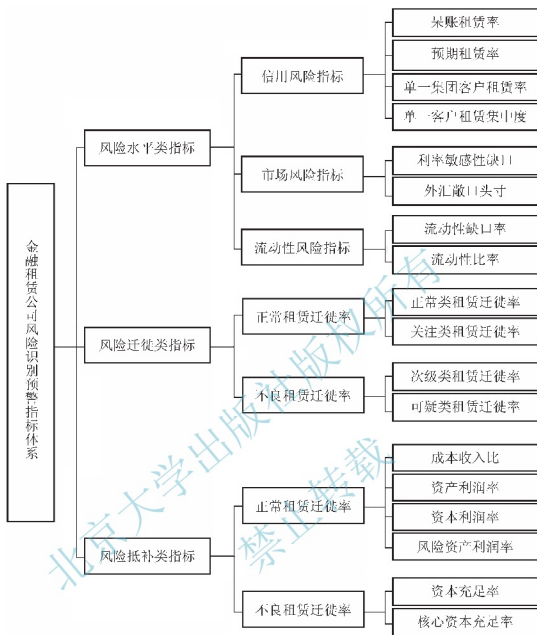 金融租赁公司风险识别预警指标体系
风险水平类指标
信用风险指标
呆账租赁率
预期租赁率
单一集团客户租赁率
单一客户租赁集中度
市场风险指标
利率敏感性缺口
外汇敞口头寸
流动性风险指标
流动性缺口率
流动性比率
风险迁徙类指标
正常租赁迁徙率
正常类租赁迁徙率
关注类租赁迁徙率
不良租赁迁徙率
次级类租赁迁徙率
可疑类租赁迁徙率
风险抵补类指标
正常租赁迁徙率
成本收入比
资产利润率
资本利润率
风险资产利润率
不良租赁迁徙率
资本充足率
核心资本充足率
北京大学出版社版权所有
禁止转载